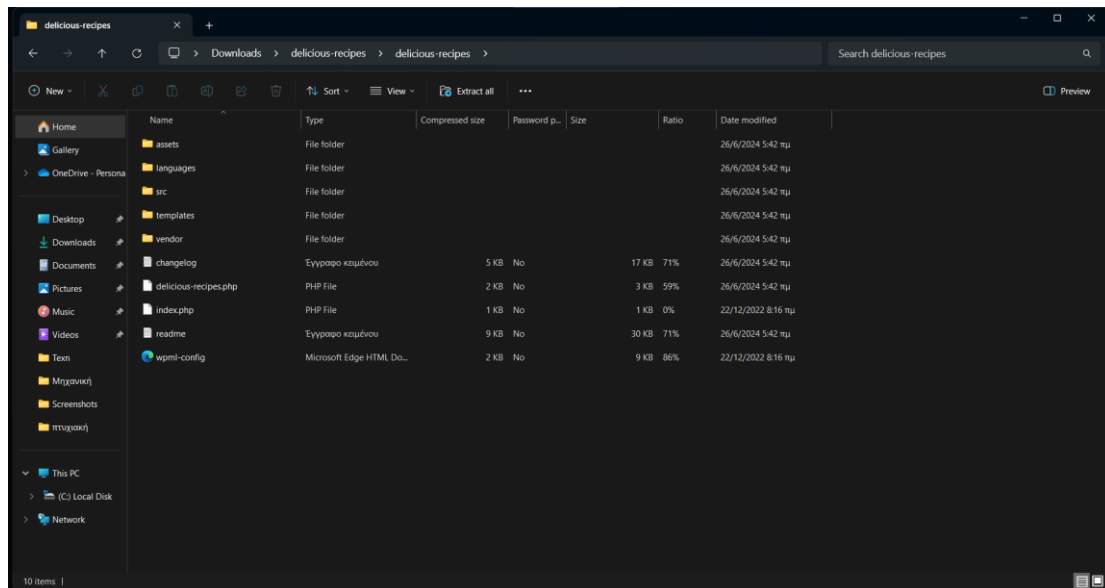 delicious-recipes
Downloads > delicious-recipes > delicious-recipes >
Search delicious-recipes
New
Sort
View
Extract all
Preview
Home
Gallery
OneDrive - Persona
Desktop
Downloads
Documents
Pictures
Music
Videos
Τεχν
Μηχανική
Screenshots
πτυχιακή
This PC
(C:) Local Disk
Network
Name Type Compressed size Password p... Size Ratio Date modified
assets File folder 26/6/2024 5:42 πμ
languages File folder 26/6/2024 5:42 πμ
src File folder 26/6/2024 5:42 πμ
templates File folder 26/6/2024 5:42 πμ
vendor File folder 26/6/2024 5:42 πμ
changelog Έγγραφο κειμένου 5 KB No 17 KB 71% 26/6/2024 5:42 πμ
delicious-recipes.php PHP File 2 KB No 3 KB 59% 26/6/2024 5:42 πμ
index.php PHP File 1 KB No 1 KB 0% 22/12/2022 8:16 πμ
readme Έγγραφο κειμένου 9 KB No 30 KB 71% 26/6/2024 5:42 πμ
wpml-config Microsoft Edge HTML Do... 2 KB No 9 KB 86% 22/12/2022 8:16 πμ
10 items